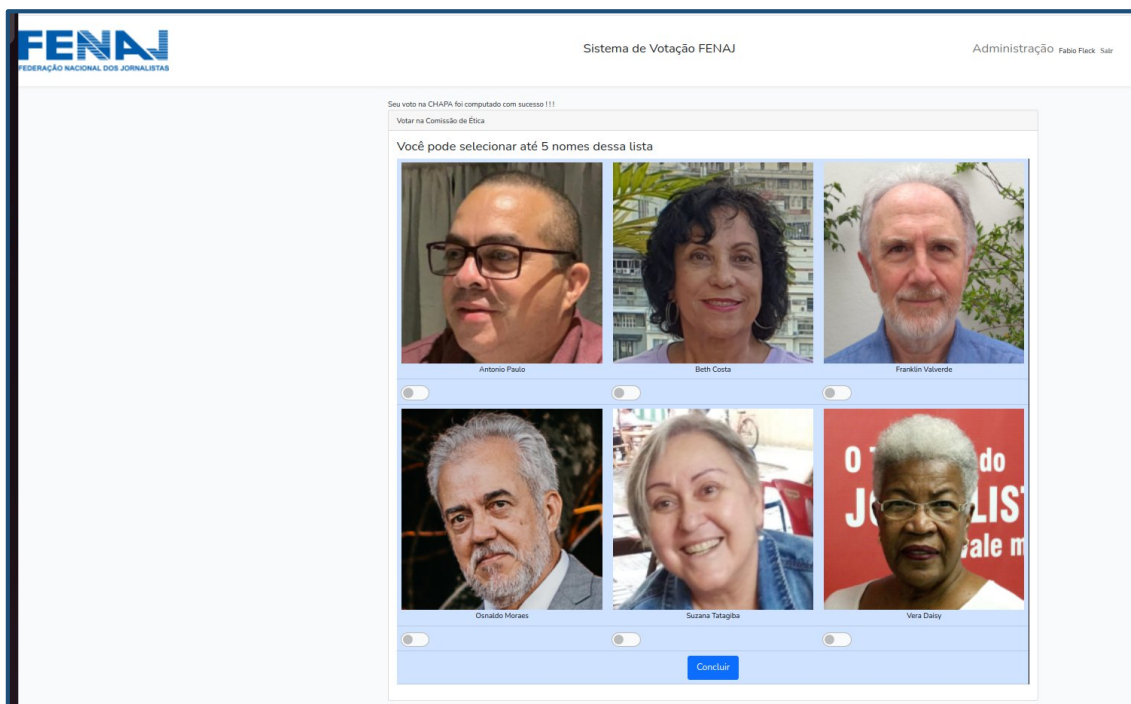 FENAJ
FEDERAÇÃO NACIONAL DOS JORNALISTAS
Sistema de Votação FENAJ
Administração Fabio Fleck Sair
Seu voto na CHAPA foi computado com sucesso !!!
Votar na Comissão de Ética
Você pode selecionar até 5 nomes dessa lista
Antonio Paulo Beth Costa Franklin Valverde
O do
vale m
Osnaldo Moraes Suzana Tatagiba Vera Daisy
Concluir